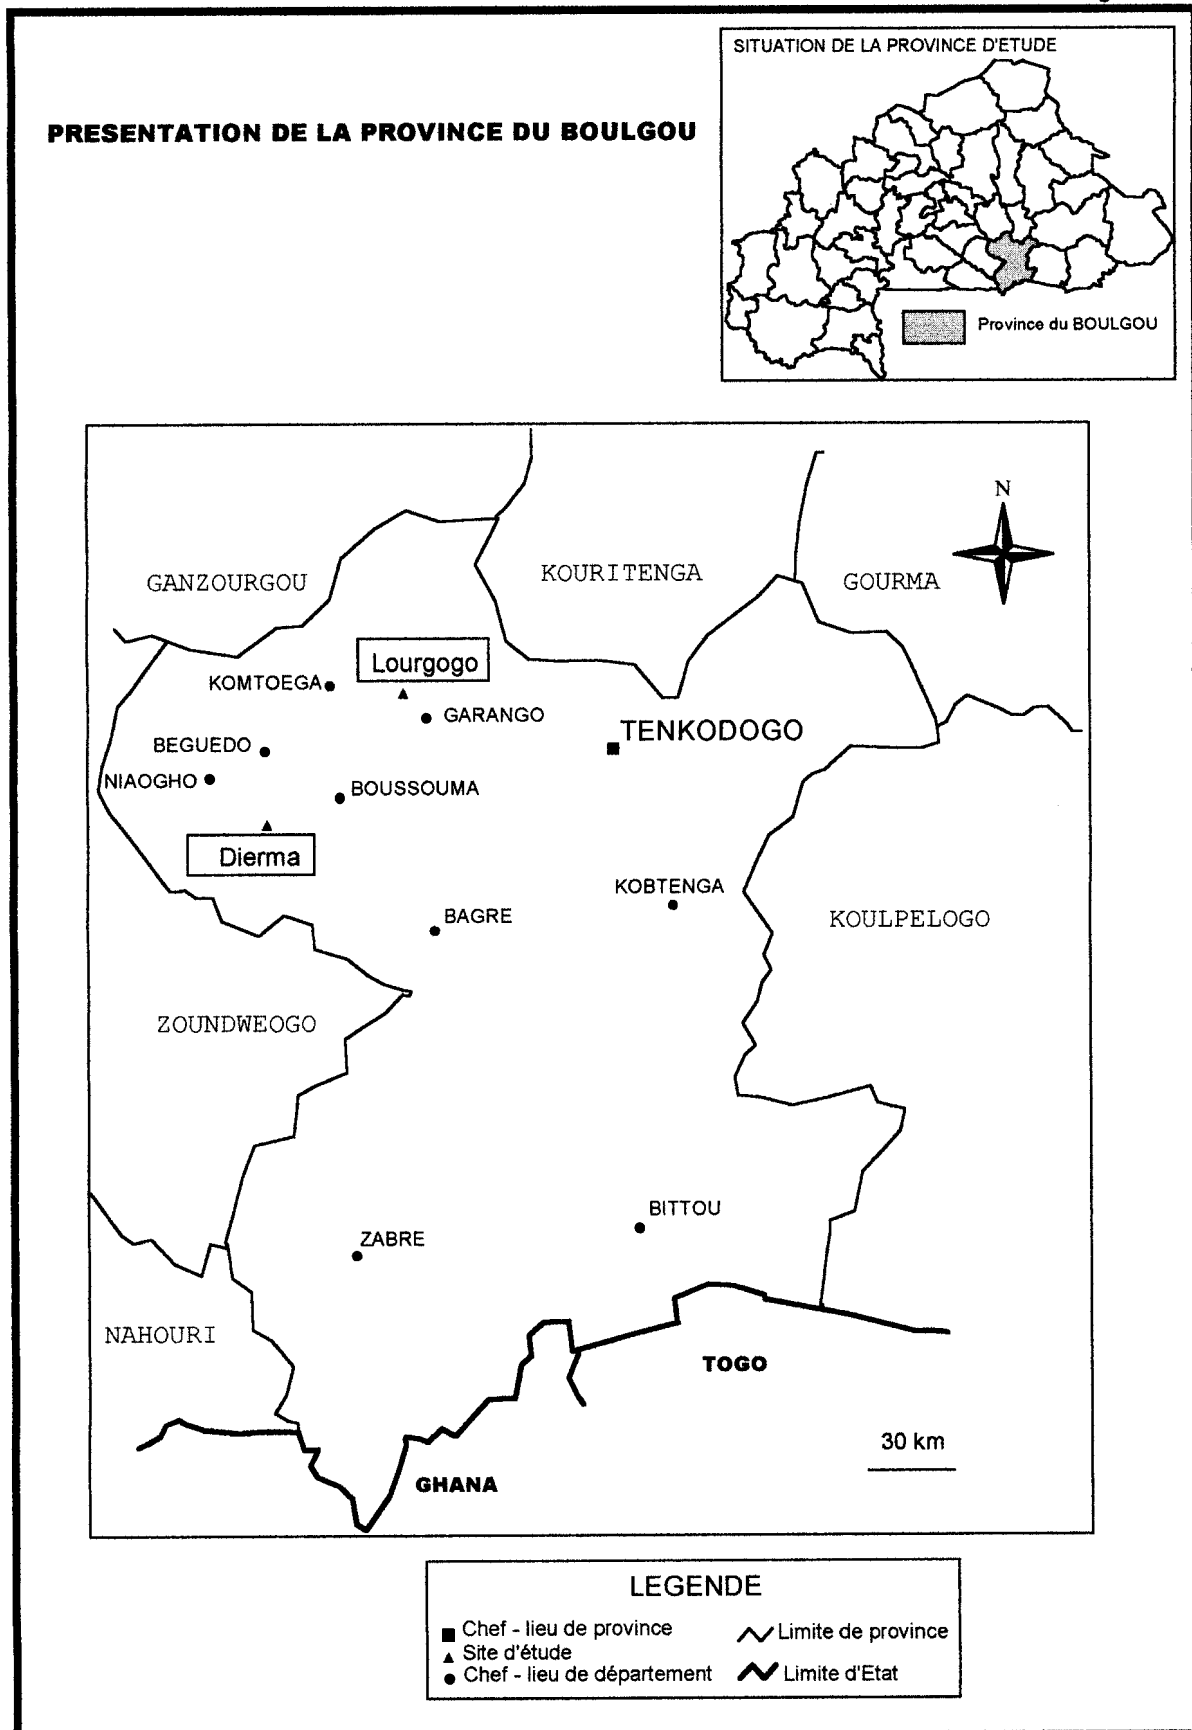 PRESENTATION DE LA PROVINCE DU BOULGOU
SITUATION DE LA PROVINCE D'ETUDE
Province du BOULGOU
N
GANZOURGOU
KOURITENGA
GOURMA
Lourgogo
KOMTOEGA
GARANGO
TENKODOGO
BEGUEDO
NIAOGHO
BOUSSOUMA
Dierma
KOBTENGA
BAGRE
KOULPELOGO
ZOUNDWEOGO
BITTOU
ZABRE
NAHOURI
TOGO
30 km
GHANA
LEGENDE
Chef - lieu de province
Limite de province
Site d'étude
Chef - lieu de département
Limite d'Etat